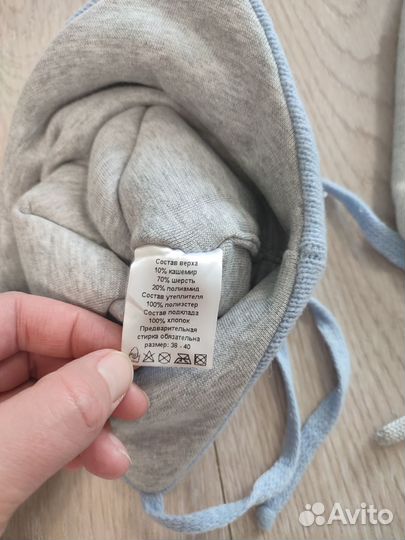 Состав верха
10% кашемир
70% шерсть
20% полиамид
Состав утеплителя
100% полиэстер
Состав подклада
100% хлопок
Предварительная
стирка обязательна
размер: 38 - 40
Avito